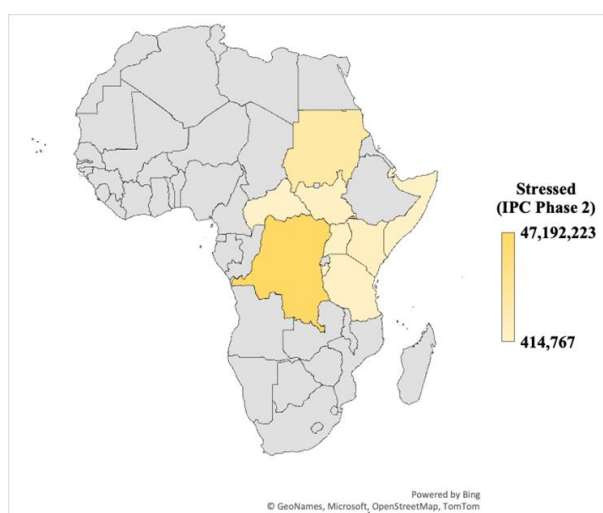 Stressed
(IPC Phase 2)
47,192,223
414,767
Powered by Bing
© GeoNames, Microsoft, OpenStreetMap, TomTom